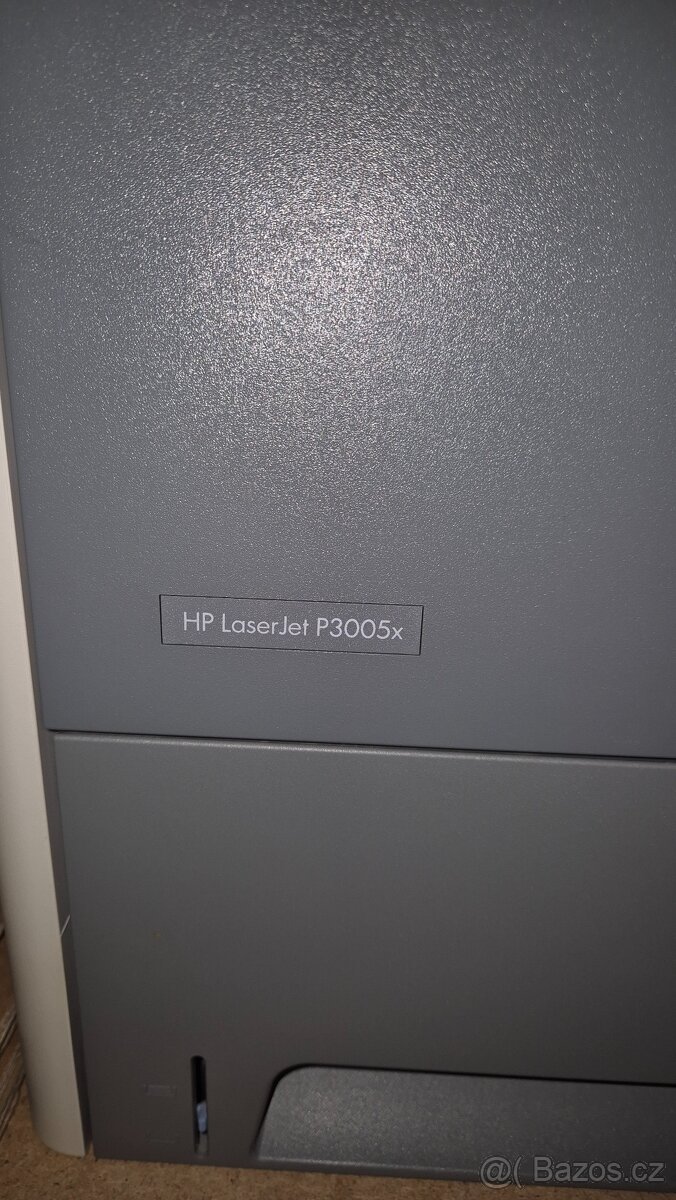 HP LaserJet P3005x
@( Bazos.cz